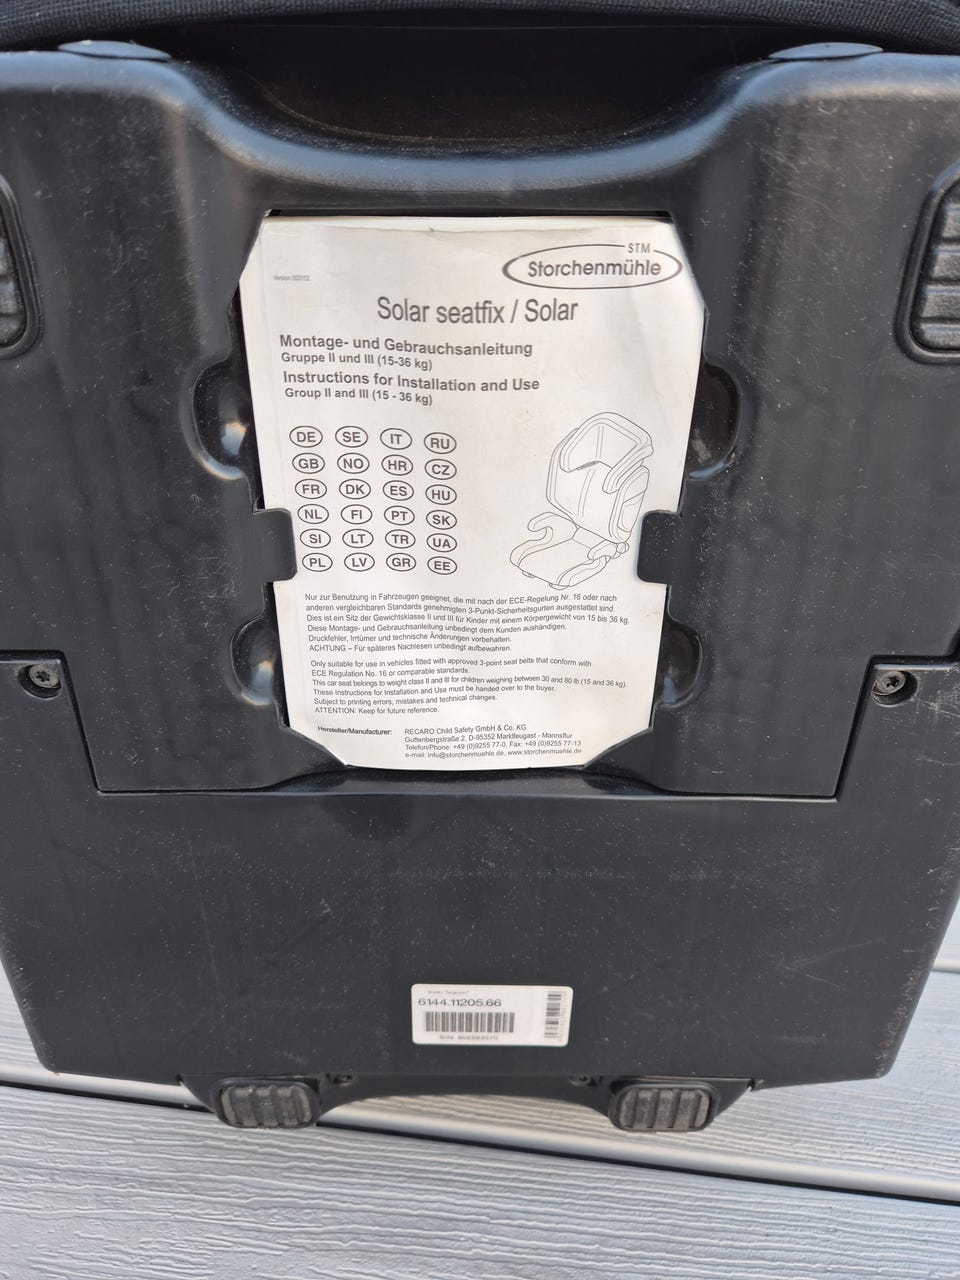 STM
Storchenmühle
Solar seatfix / Solar
Montage- und Gebrauchsanleitung
Gruppe II und III (15-36 kg)
Instructions for Installation and Use
Group II and III (15 - 36 kg)
DE SE IT RU
GB NO HR CZ
FR DK ES HU
NL FI PT SK
SI LT TR UA
PL LV GR EE
Nur zur Benutzung in Fahrzeugen geeignet, die mit nach der ECE-Regelung Nr. 16 oder nach
anderen vergleichbaren Standards genehmigten 3-Punkt-Sicherheitsgurten ausgestattet sind.
Dies ist ein Sitz der Gewichtsklasse II und III für Kinder mit einem Körpergewicht von 15 bis 36 kg.
Diese Montage- und Gebrauchsanleitung unbedingt dem Kunden aushändigen.
Druckfehler, Irrtümer und technische Änderungen vorbehalten.
ACHTUNG – Für späteres Nachlesen unbedingt aufbewahren.
Only suitable for use in vehicles fitted with approved 3-point seat belts that conform with
ECE Regulation No. 16 or comparable standards.
This car seat belongs to weight class II and III for children weighing between 30 and 80 lb (15 and 36 kg).
These Instructions for Installation and Use must be handed over to the buyer.
Subject to printing errors, mistakes and technical changes.
ATTENTION: Keep for future reference.
Hersteller/Manufacturer: RECARO Child Safety GmbH & Co. KG
Guttenbergstraße 2, D-95352 Marktleugast - Mannsflur
Telefon/Phone: +49 (0)9255 77-0, Fax: +49 (0)9255 77-13
e-mail: info@storchenmuehle.de, www.storchenmuehle.de
6144.11205.66